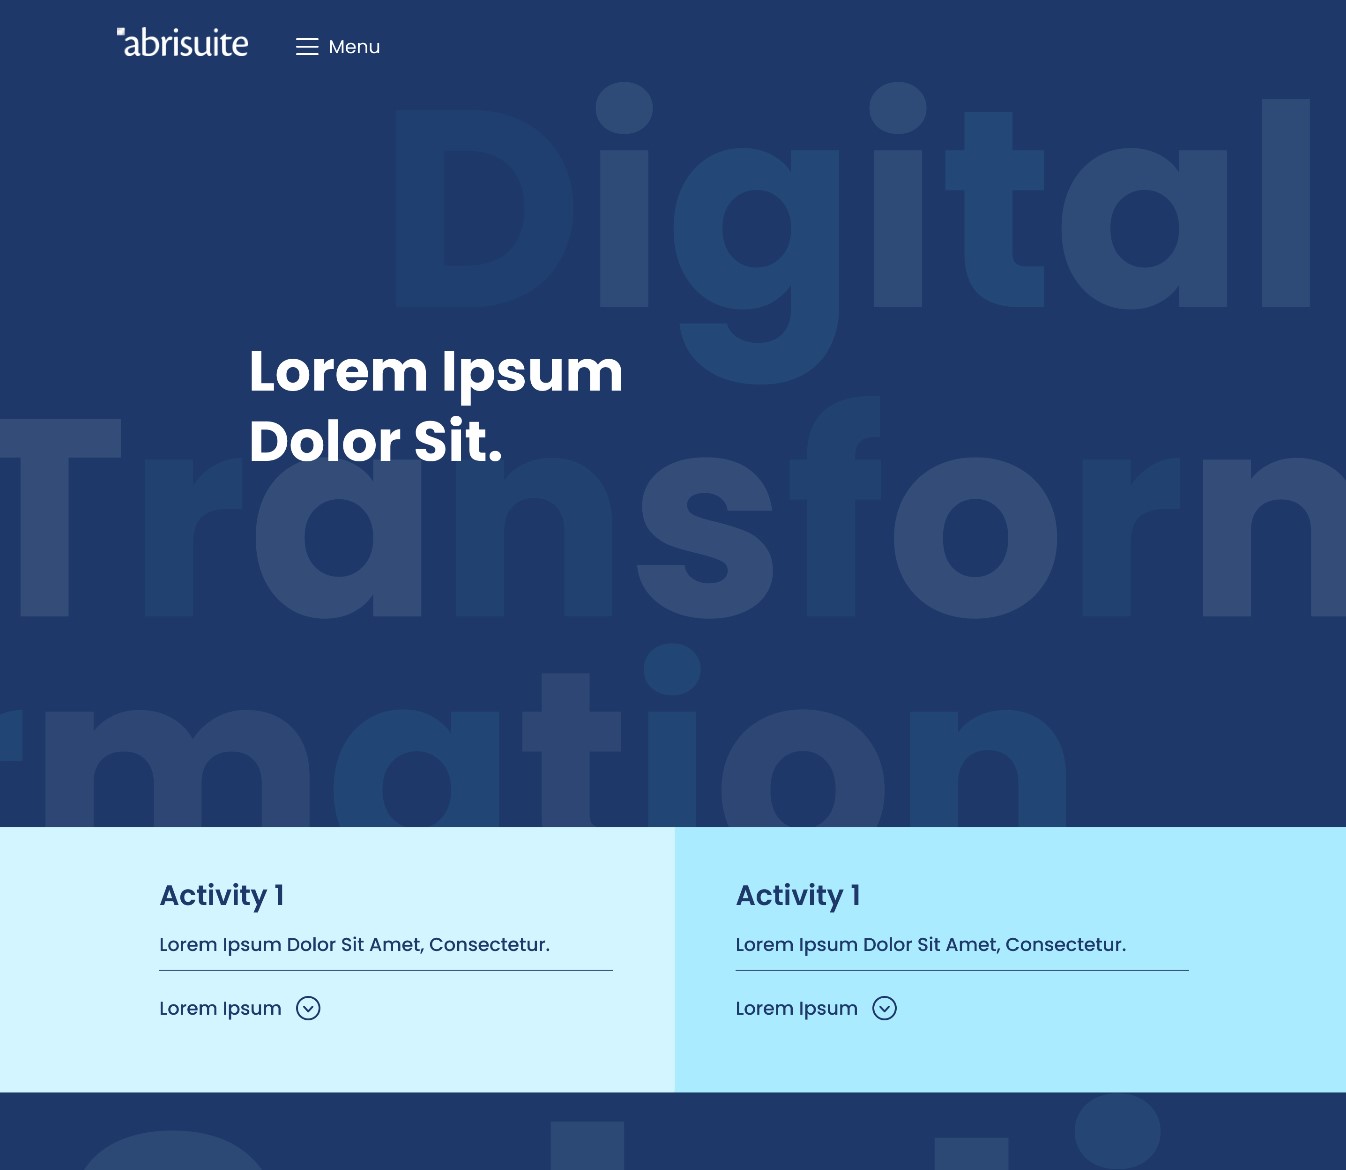 abrisuite
Menu
Digital
Lorem Ipsum
Dolor Sit.
Transform
rmation
Activity 1
Lorem Ipsum Dolor Sit Amet, Consectetur.
Lorem Ipsum
Activity 1
Lorem Ipsum Dolor Sit Amet, Consectetur.
Lorem Ipsum